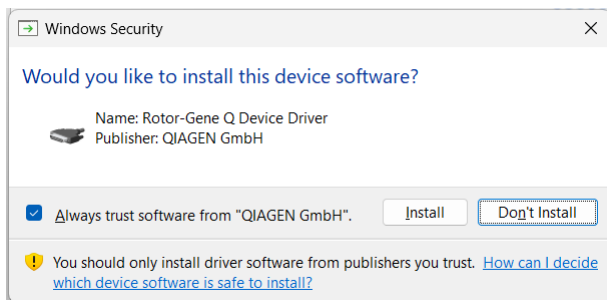 Windows Security
Would you like to install this device software?
Name: Rotor-Gene Q Device Driver
Publisher: QIAGEN GmbH
Always trust software from "QIAGEN GmbH".
Install
Don't Install
You should only install driver software from publishers you trust. How can I decide
which device software is safe to install?